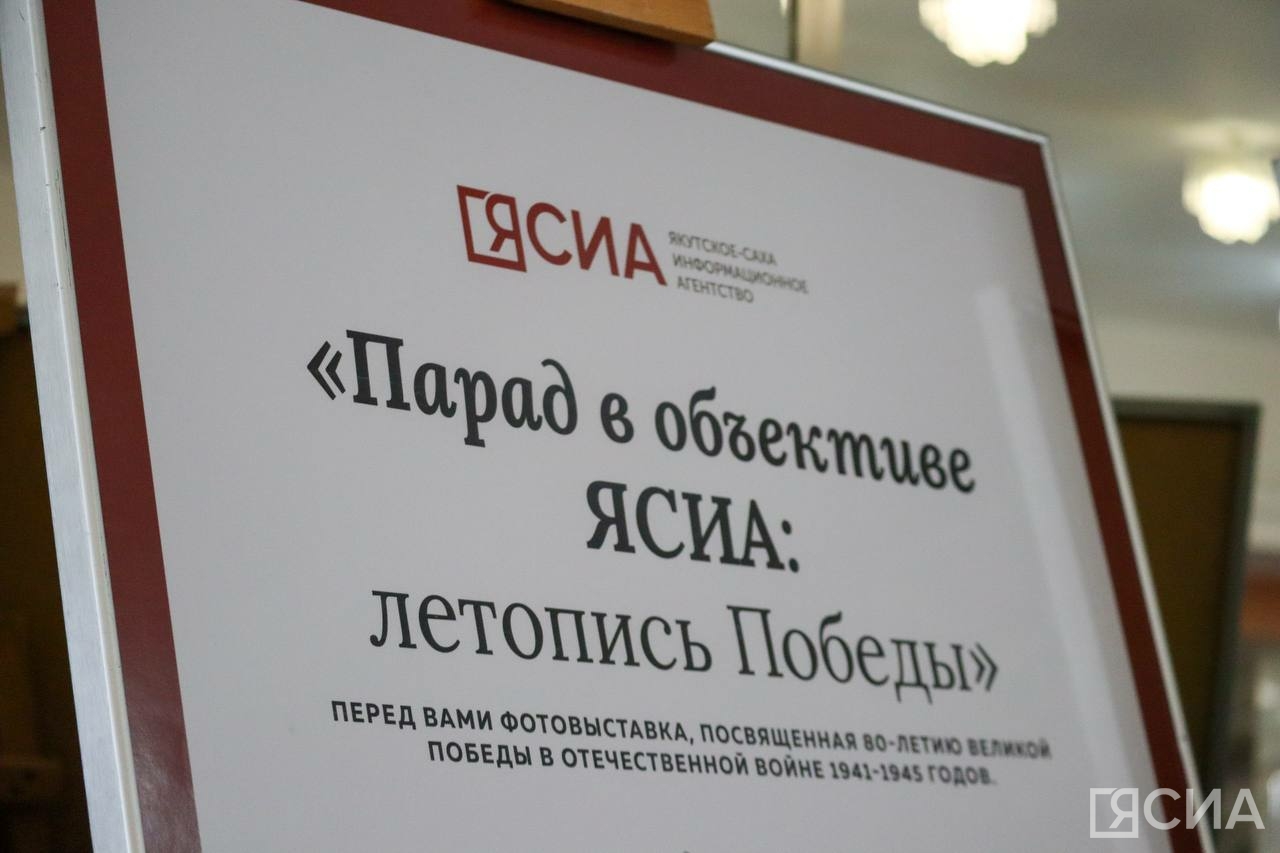 ЯСИА
ЯКУТСКОЕ-САХА
ИНФОРМАЦИОННОЕ
АГЕНТСТВО
«Парад в объективе
ЯСИА:
летопись Победы»
ПЕРЕД ВАМИ ФОТОВЫСТАВКА, ПОСВЯЩЕННАЯ 80-ЛЕТИЮ ВЕЛИКОЙ
ПОБЕДЫ В ОТЕЧЕСТВЕННОЙ ВОЙНЕ 1941-1945 ГОДОВ.
ЯСИА